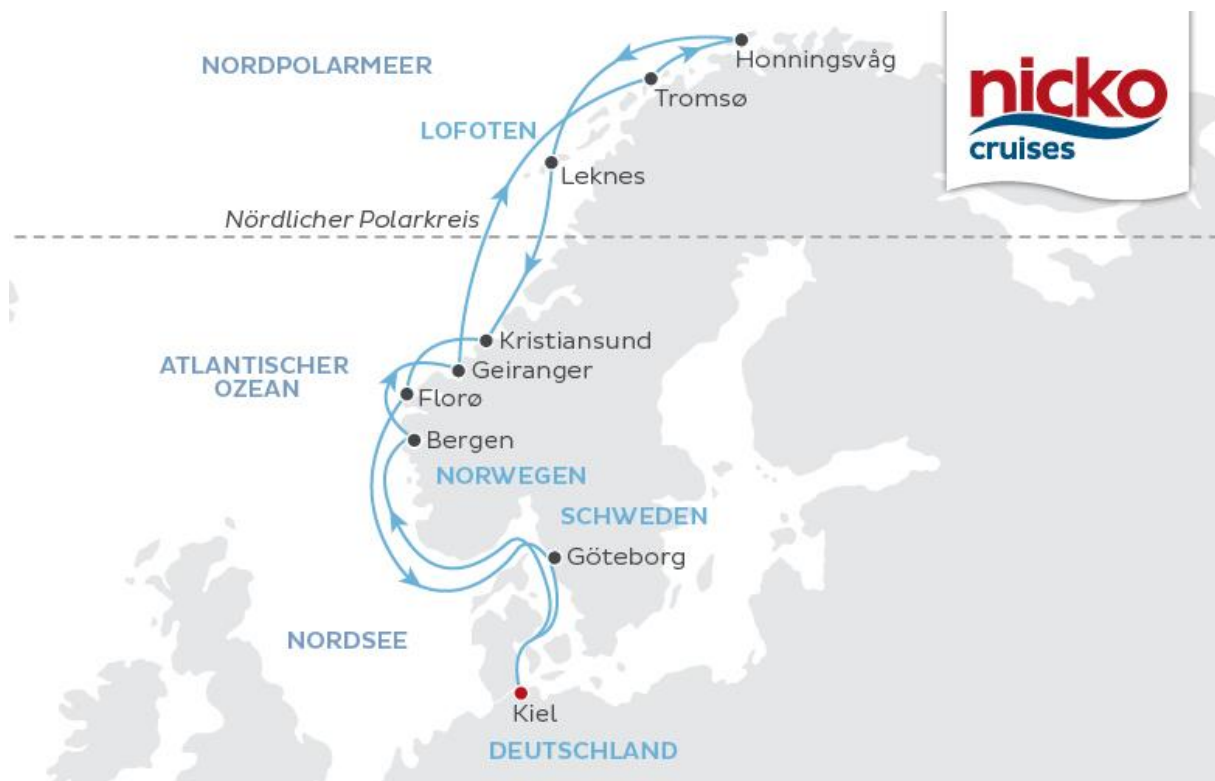 NORDPOLARMEER
Honningsvåg
Tromsø
nicko
cruises
LOFOTEN
Leknes
Nördlicher Polarkreis
Kristiansund
ATLANTISCHER
OZEAN
Geiranger
Florø
Bergen
NORWEGEN
SCHWEDEN
Göteborg
NORDSEE
Kiel
DEUTSCHLAND